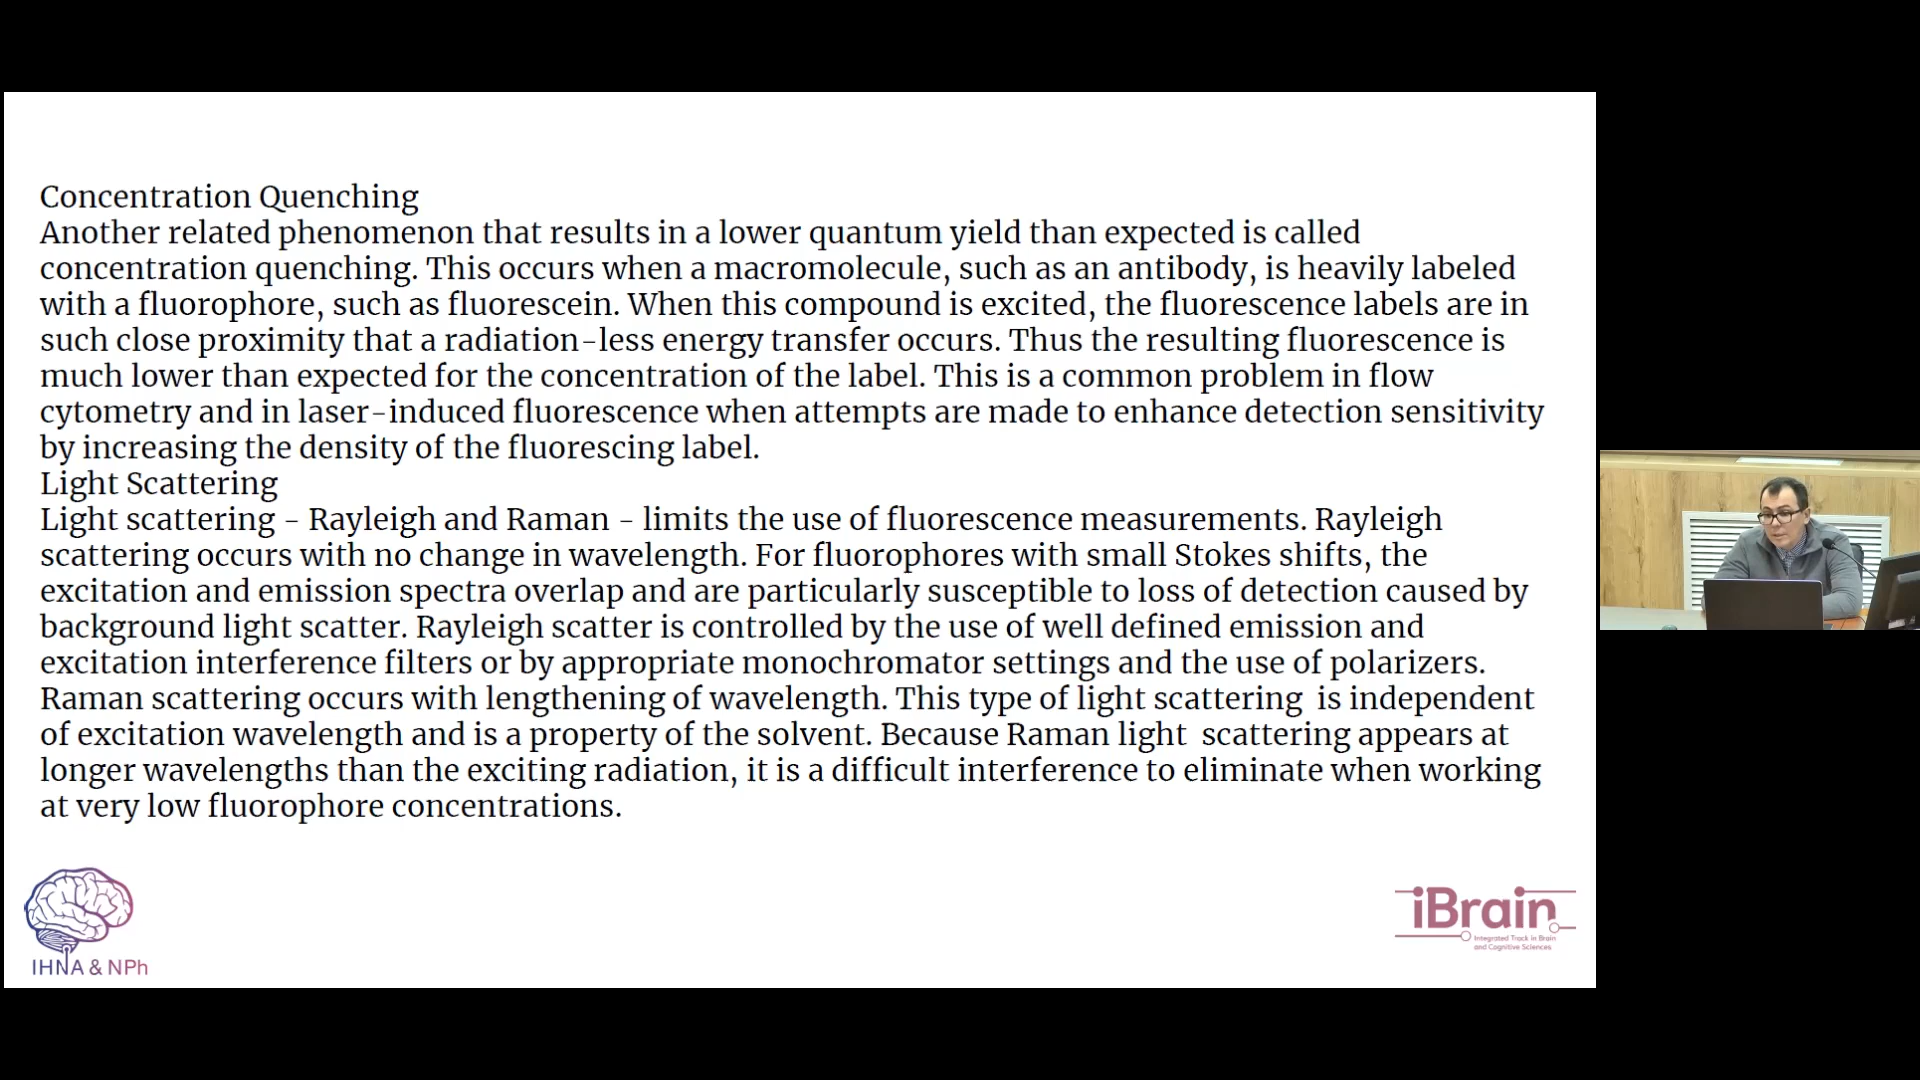 Concentration Quenching
Another related phenomenon that results in a lower quantum yield than expected is called
concentration quenching. This occurs when a macromolecule, such as an antibody, is heavily labeled
with a fluorophore, such as fluorescein. When this compound is excited, the fluorescence labels are in
such close proximity that a radiation-less energy transfer occurs. Thus the resulting fluorescence is
much lower than expected for the concentration of the label. This is a common problem in flow
cytometry and in laser-induced fluorescence when attempts are made to enhance detection sensitivity
by increasing the density of the fluorescing label.
Light Scattering
Light scattering - Rayleigh and Raman - limits the use of fluorescence measurements. Rayleigh
scattering occurs with no change in wavelength. For fluorophores with small Stokes shifts, the
excitation and emission spectra overlap and are particularly susceptible to loss of detection caused by
background light scatter. Rayleigh scatter is controlled by the use of well defined emission and
excitation interference filters or by appropriate monochromator settings and the use of polarizers.
Raman scattering occurs with lengthening of wavelength. This type of light scattering  is independent
of excitation wavelength and is a property of the solvent. Because Raman light  scattering appears at
longer wavelengths than the exciting radiation, it is a difficult interference to eliminate when working
at very low fluorophore concentrations.
IHNA & NPh
iBrain
Integrated Track in Brain
and Cognitive Sciences